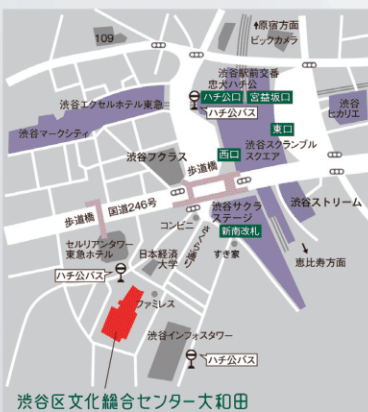 ↑原宿方面
ビックカメラ
109
渋谷駅前交番
忠犬ハチ公
ハチ公口
宮益坂口
ハチ公バス
渋谷エクセルホテル東急
渋谷
ヒカリエ
東口
渋谷マークシティ
渋谷スクランブル
スクエア
渋谷フクラス
西口
歩道橋
渋谷ストリーム
国道246号
歩道橋
渋谷サクラ
ステージ
コンビニ
さくら通り
新南改札
セルリアンタワー
東急ホテル
日本経済
大学
すき家
恵比寿方面
ハチ公バス
ファミレス
渋谷インフォスタワー
ハチ公バス
渋谷区文化総合センター大和田